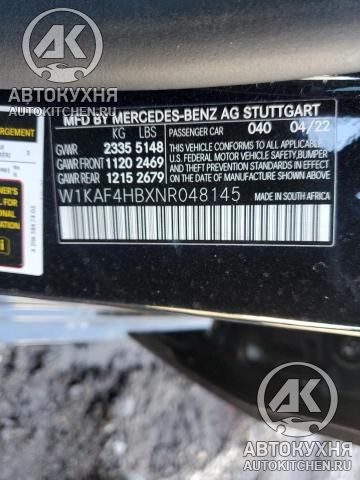 АВТОКУХНЯ
AUTOKITCHEN.RU
MFD BY MERCEDES-BENZ AG STUTTGART
KG LBS PASSENGER CAR 040 04/22
GAWR 2335 5148
GAWR FRONT 1120 2469
GAWR REAR 1215 2679
THIS VEHICLE CONFORMS TO ALL APPLICABLE
U.S. FEDERAL MOTOR VEHICLE SAFETY, BUMPER
AND THEFT PREVENTION STANDARDS IN EFFECT
ON THE DATE OF MANUFACTURE SHOWN ABOVE.
W1KAF4HBXNR048145 MADE IN SOUTH AFRICA
АК
АВТОКУХНЯ
AUTOKITCHEN.RU